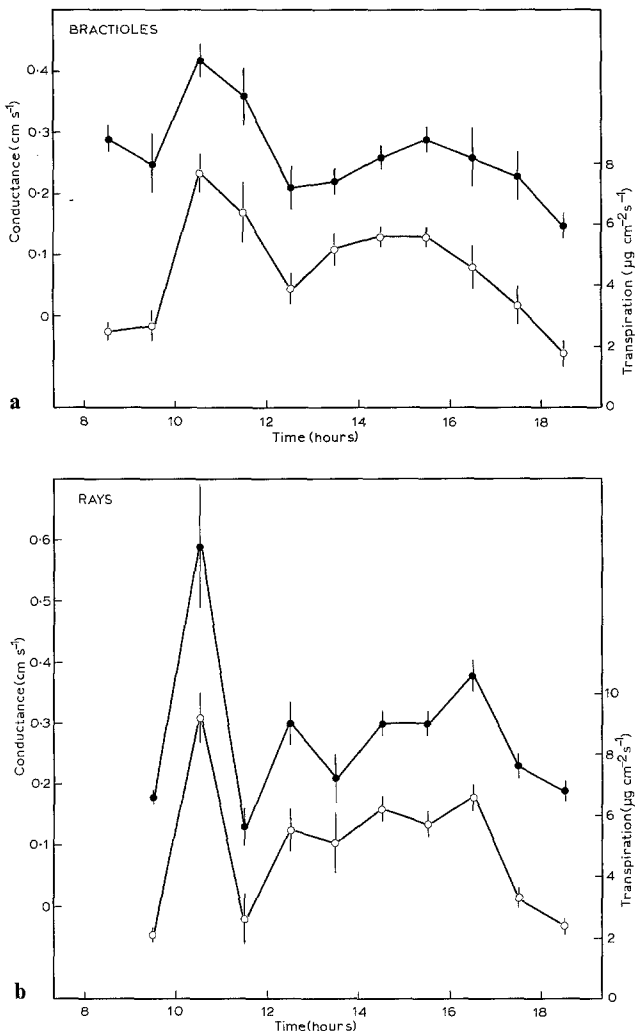 BRACTIOLES
0·4
0·3
0·2
0·1
0
Conductance (cm s⁻¹)
8
6
4
2
0
Transpiration (µg cm⁻² s⁻¹)
8 10 12 14 16 18
Time (hours)
a
RAYS
0·6
0·5
0·4
0·3
0·2
0·1
0
Conductance (cm s⁻¹)
10
8
6
4
2
0
Transpiration (µg cm⁻² s⁻¹)
8 10 12 14 16 18
Time (hours)
b